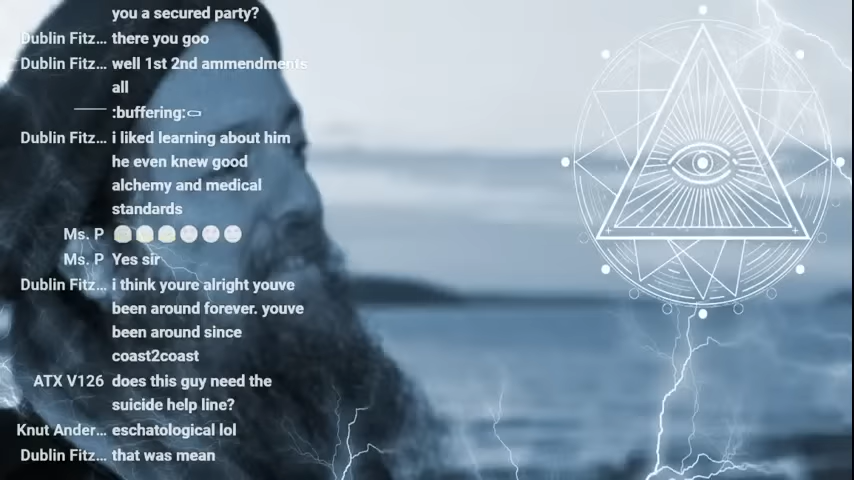 you a secured party?
Dublin Fitz... there you goo
Dublin Fitz... well 1st 2nd ammendments
all
:buffering:
Dublin Fitz... i liked learning about him
he even knew good
alchemy and medical
standards
Ms. P
Ms. P Yes sir
Dublin Fitz... i think youre alright youve
been around forever. youve
been around since
coast2coast
ATX V126 does this guy need the
suicide help line?
Knut Ander... eschatological lol
Dublin Fitz... that was mean